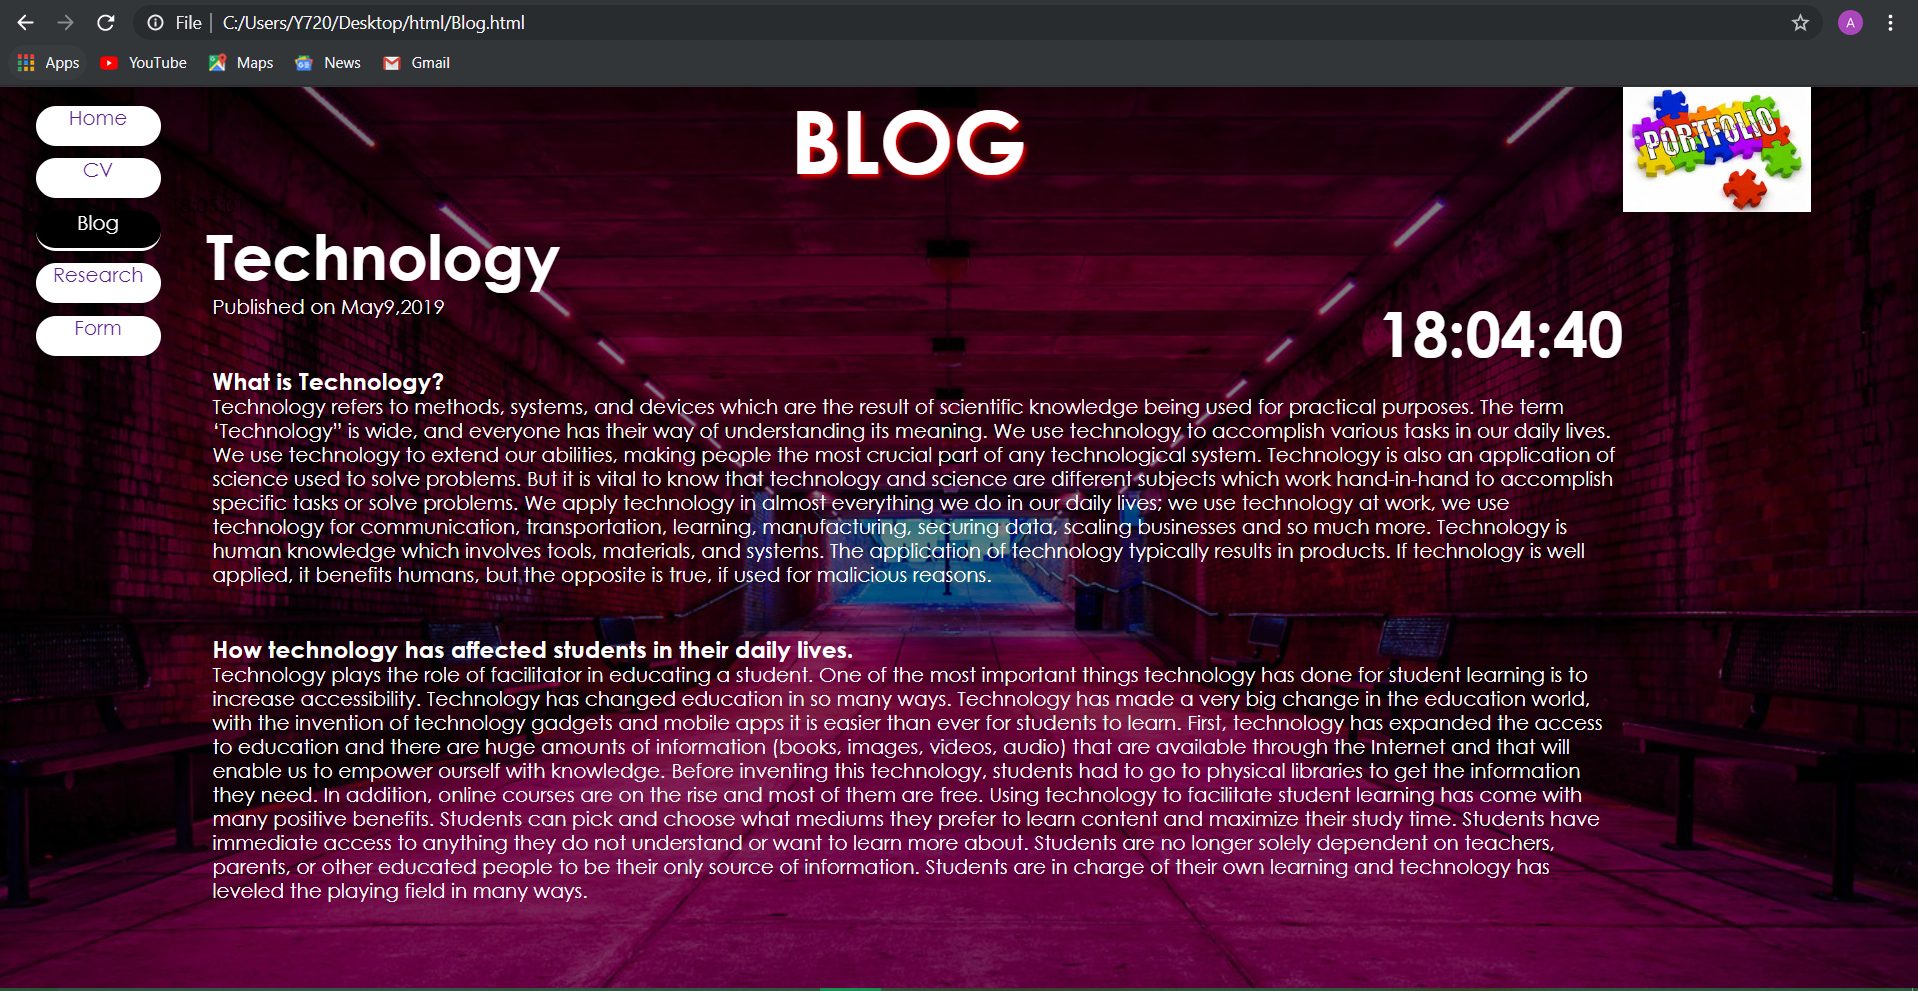 File | C:/Users/Y720/Desktop/html/Blog.html
A
Apps YouTube Maps News Gmail
Home
CV
Blog
Research
Form
BLOG
PORTFOLIO
Technology
Published on May9,2019
18:04:40
What is Technology?
Technology refers to methods, systems, and devices which are the result of scientific knowledge being used for practical purposes. The term
‘Technology” is wide, and everyone has their way of understanding its meaning. We use technology to accomplish various tasks in our daily lives.
We use technology to extend our abilities, making people the most crucial part of any technological system. Technology is also an application of
science used to solve problems. But it is vital to know that technology and science are different subjects which work hand-in-hand to accomplish
specific tasks or solve problems. We apply technology in almost everything we do in our daily lives; we use technology at work, we use
technology for communication, transportation, learning, manufacturing, securing data, scaling businesses and so much more. Technology is
human knowledge which involves tools, materials, and systems. The application of technology typically results in products. If technology is well
applied, it benefits humans, but the opposite is true, if used for malicious reasons.
How technology has affected students in their daily lives.
Technology plays the role of facilitator in educating a student. One of the most important things technology has done for student learning is to
increase accessibility. Technology has changed education in so many ways. Technology has made a very big change in the education world,
with the invention of technology gadgets and mobile apps it is easier than ever for students to learn. First, technology has expanded the access
to education and there are huge amounts of information (books, images, videos, audio) that are available through the Internet and that will
enable us to empower ourself with knowledge. Before inventing this technology, students had to go to physical libraries to get the information
they need. In addition, online courses are on the rise and most of them are free. Using technology to facilitate student learning has come with
many positive benefits. Students can pick and choose what mediums they prefer to learn content and maximize their study time. Students have
immediate access to anything they do not understand or want to learn more about. Students are no longer solely dependent on teachers,
parents, or other educated people to be their only source of information. Students are in charge of their own learning and technology has
leveled the playing field in many ways.